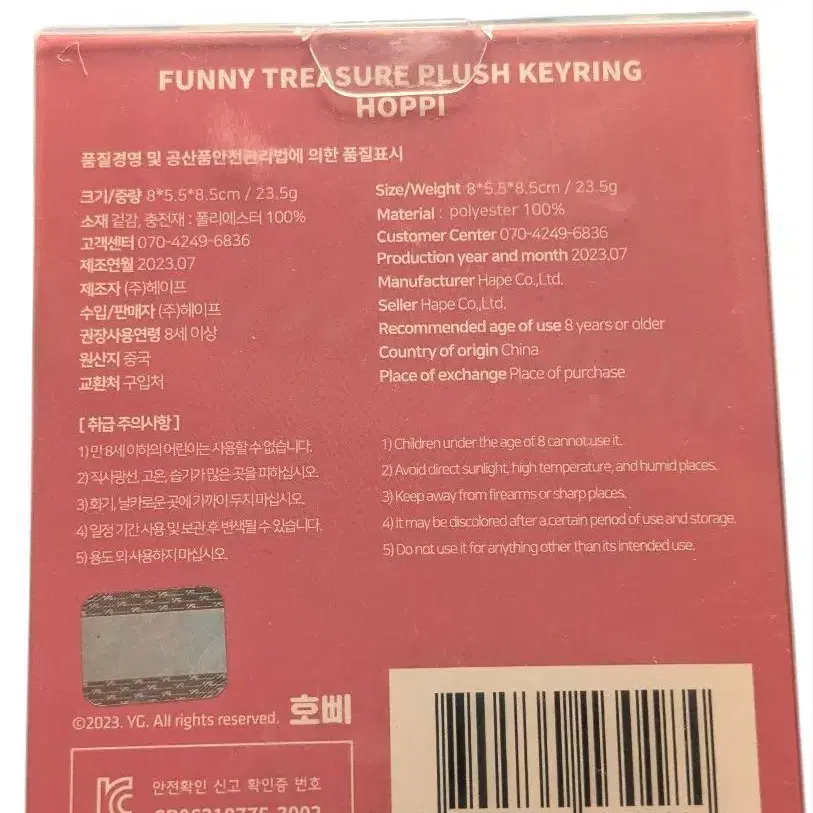 FUNNY TREASURE PLUSH KEYRING
HOPPI
품질경영 및 공산품안전관리법에 의한 품질표시
크기/중량 8*5.5*8.5cm / 23.5g
소재 겉감, 충전재 : 폴리에스터 100%
고객센터 070-4249-6836
제조연월 2023.07
제조자 (주)헤이프
수입/판매자 (주)헤이프
권장사용연령 8세 이상
원산지 중국
교환처 구입처
Size/Weight 8*5.5*8.5cm / 23.5g
Material : polyester 100%
Customer Center 070-4249-6836
Production year and month 2023.07
Manufacturer Hape Co.,Ltd.
Seller Hape Co.,Ltd.
Recommended age of use 8 years or older
Country of origin China
Place of exchange Place of purchase
[ 취급 주의사항 ]
1) 만 8세 이하의 어린이는 사용할 수 없습니다.
2) 직사광선, 고온, 습기가 많은 곳을 피하십시오.
3) 화기, 날카로운 곳에 가까이 두지 마십시오.
4) 일정 기간 사용 및 보관 후 변색될 수 있습니다.
5) 용도 외 사용하지 마십시오.
1) Children under the age of 8 cannot use it.
2) Avoid direct sunlight, high temperature, and humid places.
3) Keep away from firearms or sharp places.
4) It may be discolored after a certain period of use and storage.
5) Do not use it for anything other than its intended use.
©2023. YG. All rights reserved.
호삐
안전확인 신고 확인증 번호